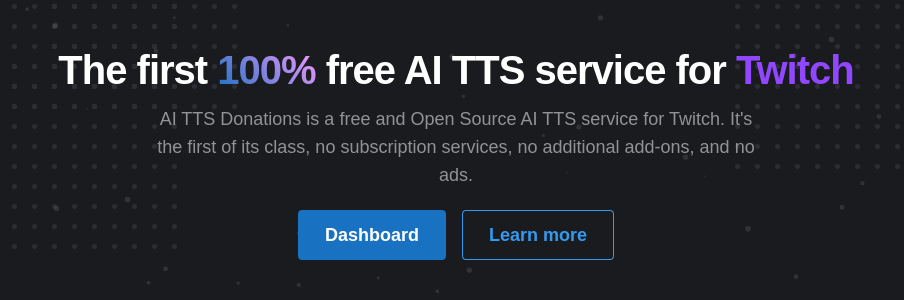 The first 100% free AI TTS service for Twitch
AI TTS Donations is a free and Open Source AI TTS service for Twitch. It's
the first of its class, no subscription services, no additional add-ons, and no
ads.
Dashboard
Learn more